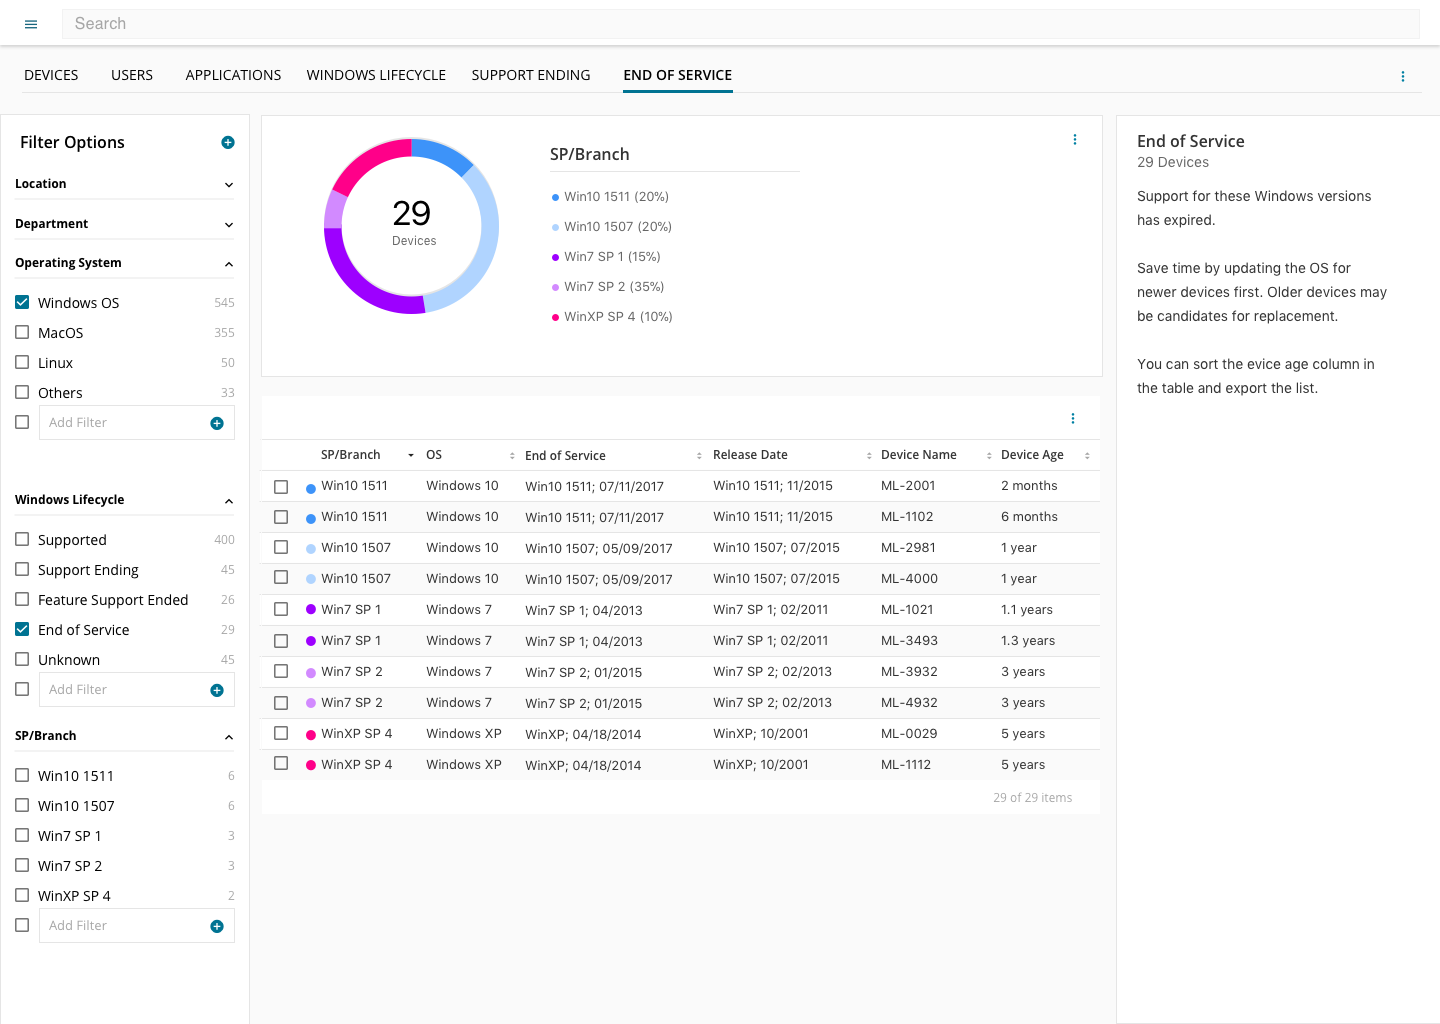 Search
DEVICES USERS APPLICATIONS WINDOWS LIFECYCLE SUPPORT ENDING END OF SERVICE
Filter Options
Location
Department
Operating System
Windows OS 545
MacOS 355
Linux 50
Others 33
Add Filter
Windows Lifecycle
Supported 400
Support Ending 45
Feature Support Ended 26
End of Service 29
Unknown 45
Add Filter
SP/Branch
Win10 1511 6
Win10 1507 6
Win7 SP 1 3
Win7 SP 2 3
WinXP SP 4 2
Add Filter
29
Devices
SP/Branch
Win10 1511 (20%)
Win10 1507 (20%)
Win7 SP 1 (15%)
Win7 SP 2 (35%)
WinXP SP 4 (10%)
SP/Branch OS End of Service Release Date Device Name Device Age
Win10 1511 Windows 10 Win10 1511; 07/11/2017 Win10 1511; 11/2015 ML-2001 2 months
Win10 1511 Windows 10 Win10 1511; 07/11/2017 Win10 1511; 11/2015 ML-1102 6 months
Win10 1507 Windows 10 Win10 1507; 05/09/2017 Win10 1507; 07/2015 ML-2981 1 year
Win10 1507 Windows 10 Win10 1507; 05/09/2017 Win10 1507; 07/2015 ML-4000 1 year
Win7 SP 1 Windows 7 Win7 SP 1; 04/2013 Win7 SP 1; 02/2011 ML-1021 1.1 years
Win7 SP 1 Windows 7 Win7 SP 1; 04/2013 Win7 SP 1; 02/2011 ML-3493 1.3 years
Win7 SP 2 Windows 7 Win7 SP 2; 01/2015 Win7 SP 2; 02/2013 ML-3932 3 years
Win7 SP 2 Windows 7 Win7 SP 2; 01/2015 Win7 SP 2; 02/2013 ML-4932 3 years
WinXP SP 4 Windows XP WinXP; 04/18/2014 WinXP; 10/2001 ML-0029 5 years
WinXP SP 4 Windows XP WinXP; 04/18/2014 WinXP; 10/2001 ML-1112 5 years
29 of 29 items
End of Service
29 Devices
Support for these Windows versions
has expired.
Save time by updating the OS for
newer devices first. Older devices may
be candidates for replacement.
You can sort the evice age column in
the table and export the list.